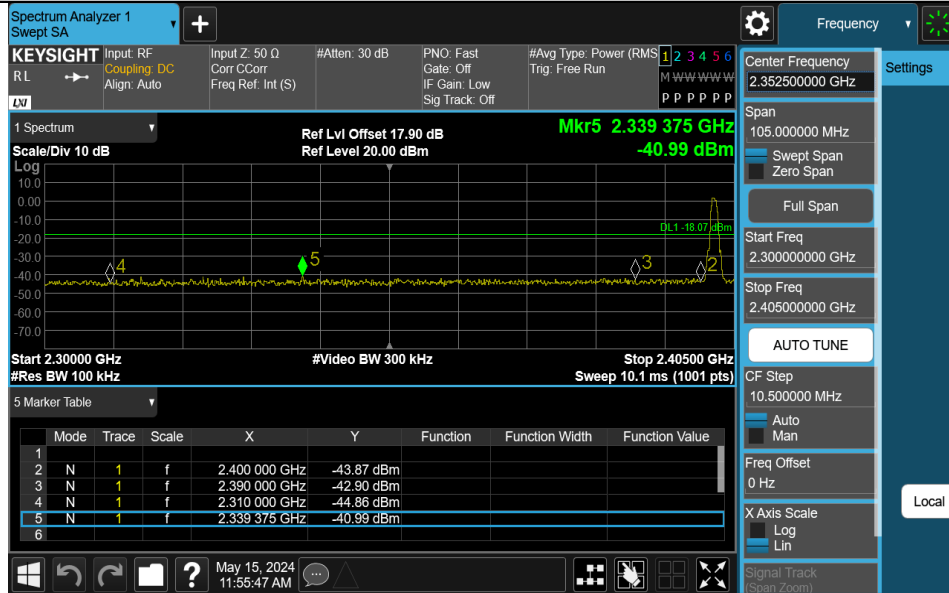 Spectrum Analyzer 1
Swept SA
+
Frequency
KEYSIGHT
RL
LXI
Input: RF
Coupling: DC
Align: Auto
Input Z: 50 Ω
Corr CCorr
Freq Ref: Int (S)
#Atten: 30 dB
PNO: Fast
Gate: Off
IF Gain: Low
Sig Track: Off
#Avg Type: Power (RMS
Trig: Free Run
1 2 3 4 5 6
M W W W W W
P P P P P P
1 Spectrum
Scale/Div 10 dB
Ref Lvl Offset 17.90 dB
Ref Level 20.00 dBm
Mkr5 2.339 375 GHz
-40.99 dBm
Log
10.0
0.00
-10.0
-20.0
-30.0
-40.0
-50.0
-60.0
-70.0
DL1 -18.07 dBm
4
5
3
2
Start 2.30000 GHz
#Video BW 300 kHz
Stop 2.40500 GHz
#Res BW 100 kHz
Sweep 10.1 ms (1001 pts)
5 Marker Table
Mode Trace Scale X Y Function Function Width Function Value
1
2 N 1 f 2.400 000 GHz -43.87 dBm
3 N 1 f 2.390 000 GHz -42.90 dBm
4 N 1 f 2.310 000 GHz -44.86 dBm
5 N 1 f 2.339 375 GHz -40.99 dBm
6
?
May 15, 2024
11:55:47 AM
Center Frequency
2.352500000 GHz
Span
105.000000 MHz
Swept Span
Zero Span
Full Span
Start Freq
2.300000000 GHz
Stop Freq
2.405000000 GHz
AUTO TUNE
CF Step
10.500000 MHz
Auto
Man
Freq Offset
0 Hz
X Axis Scale
Log
Lin
Signal Track
(Span Zoom)
Settings
Local